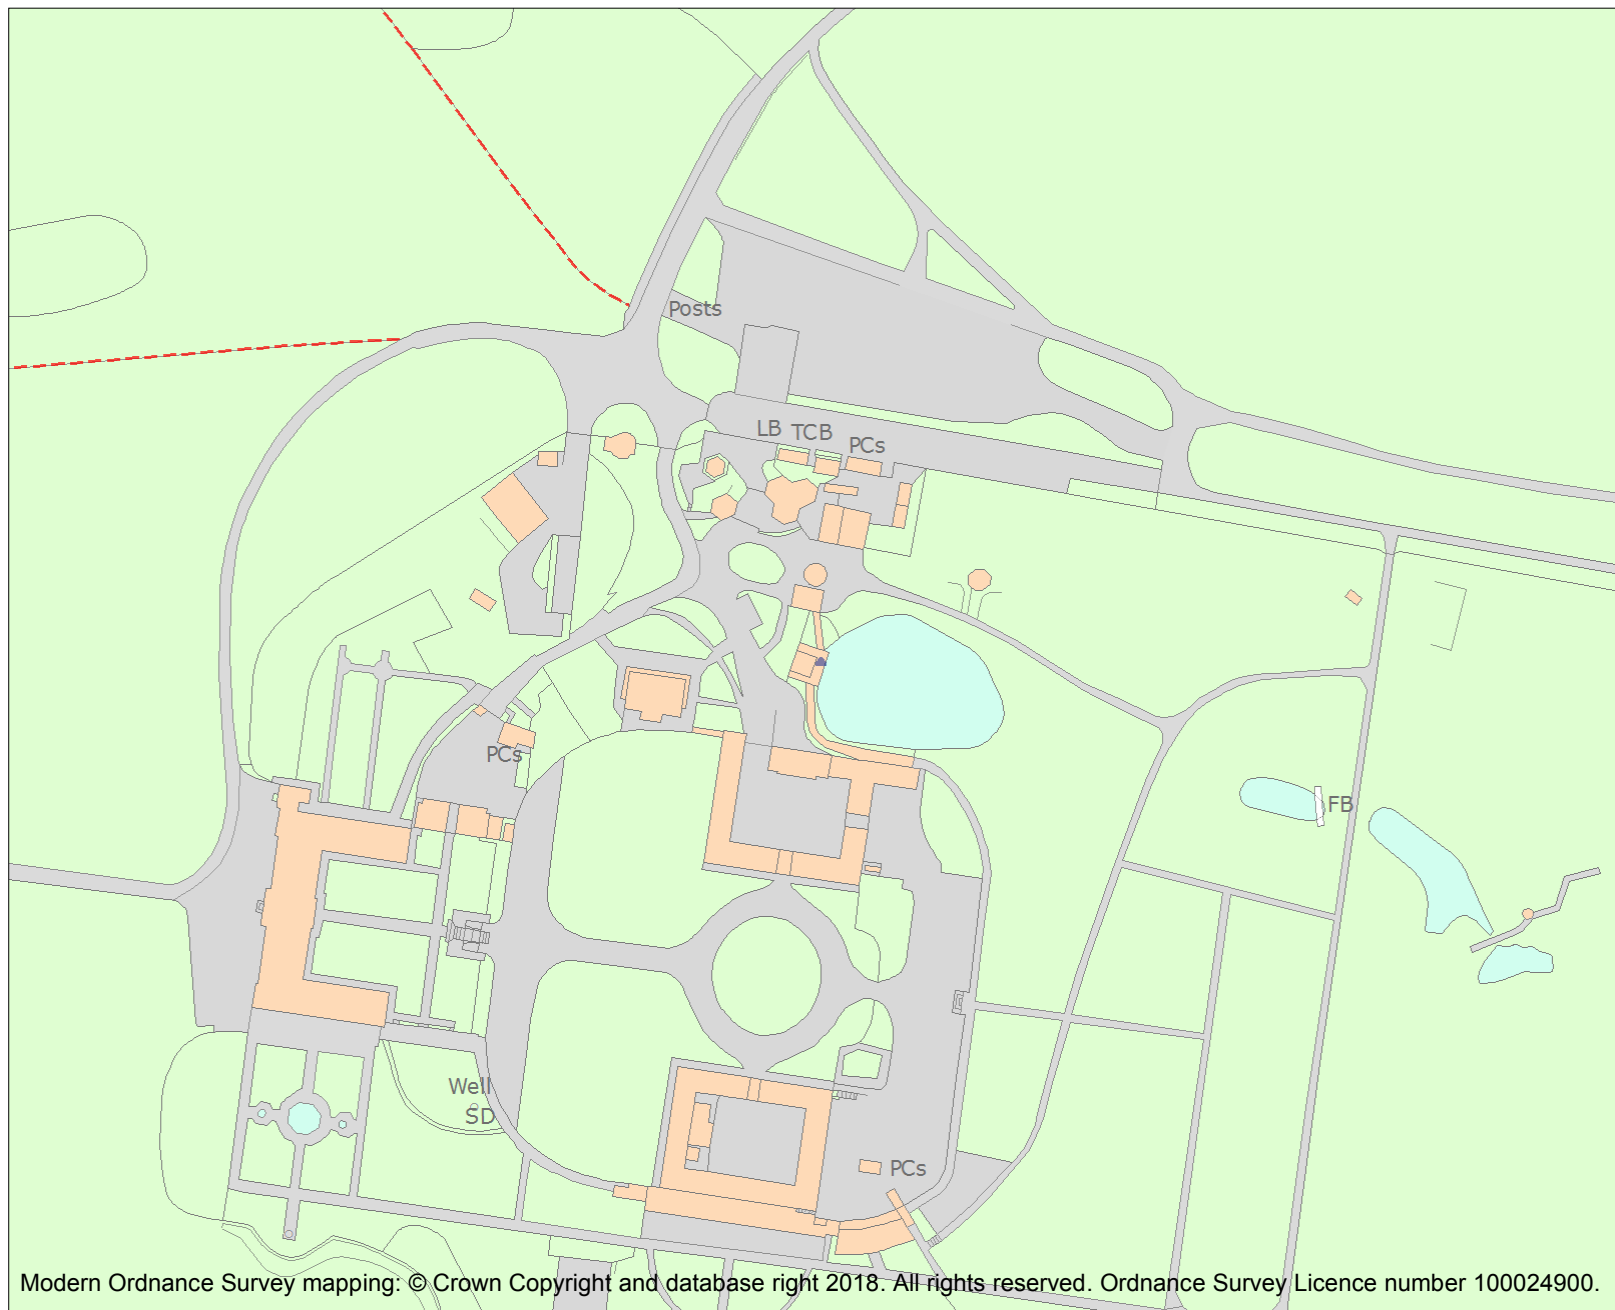 Posts
LB TCB PCs
PCs
FB
Well
SD
PCs
Modern Ordnance Survey mapping: © Crown Copyright and database right 2018. All rights reserved. Ordnance Survey Licence number 100024900.